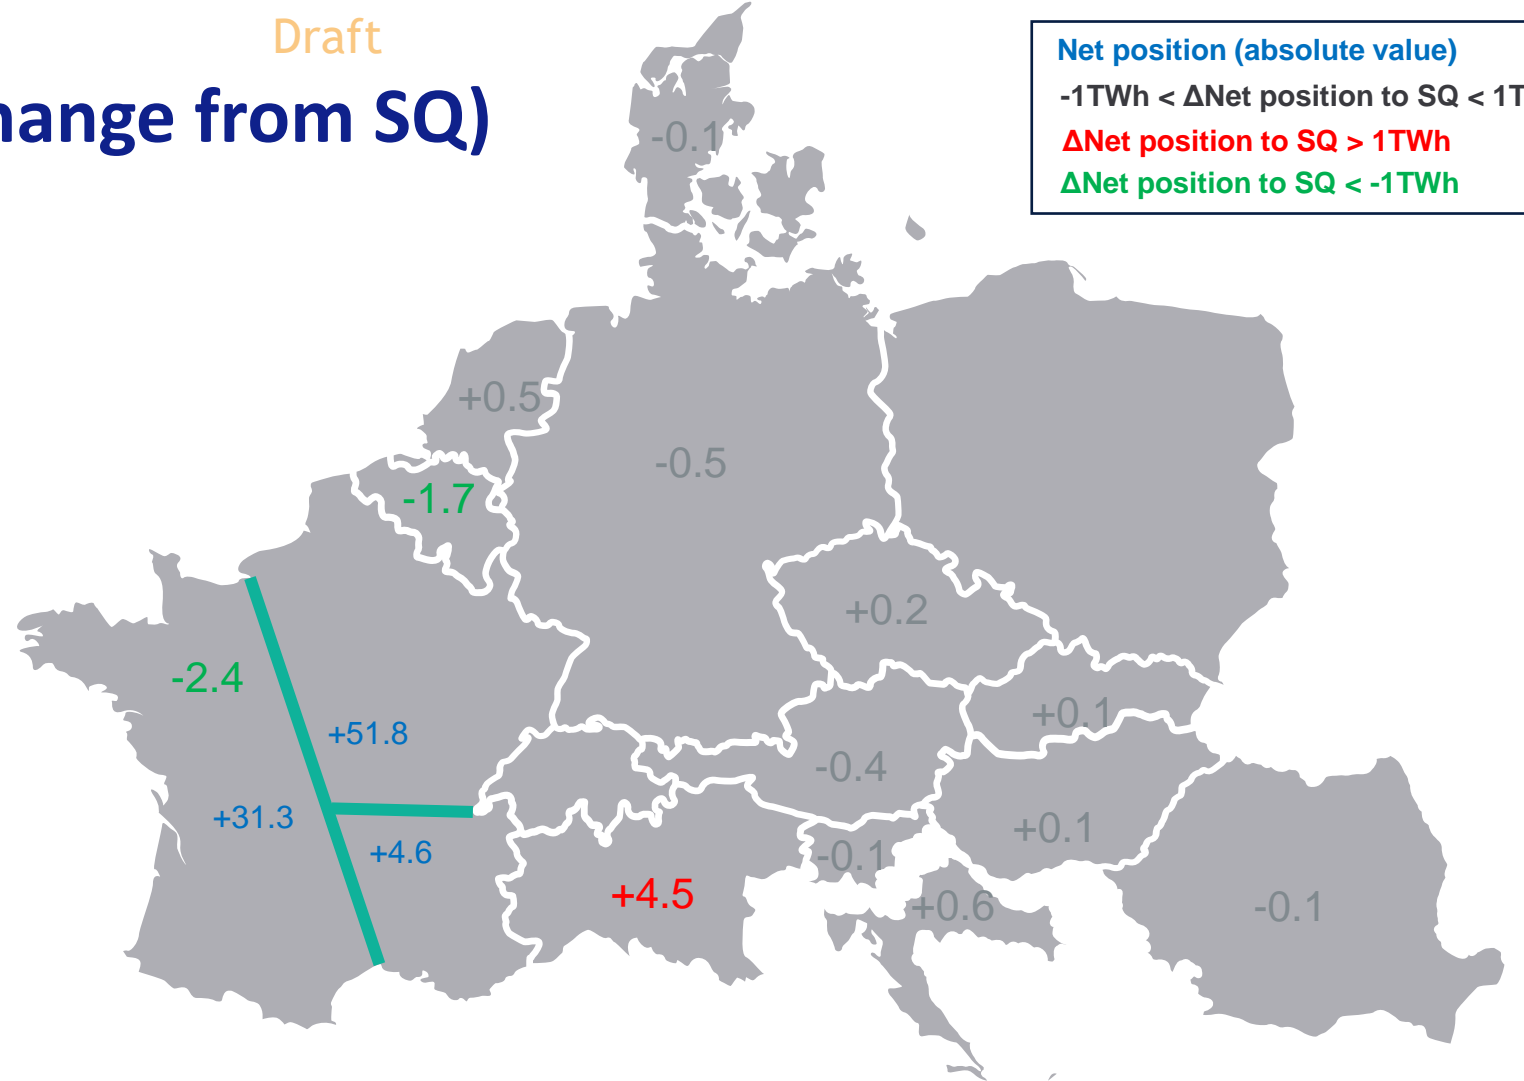 Draft
hange from SQ)
Net position (absolute value)
-1TWh < ΔNet position to SQ < 1T
ΔNet position to SQ > 1TWh
ΔNet position to SQ < -1TWh
-0.1
+0.5
-0.5
-1.7
+0.2
-2.4
+0.1
+51.8
-0.4
+31.3
+0.1
+4.6
-0.1
+4.5
+0.6
-0.1